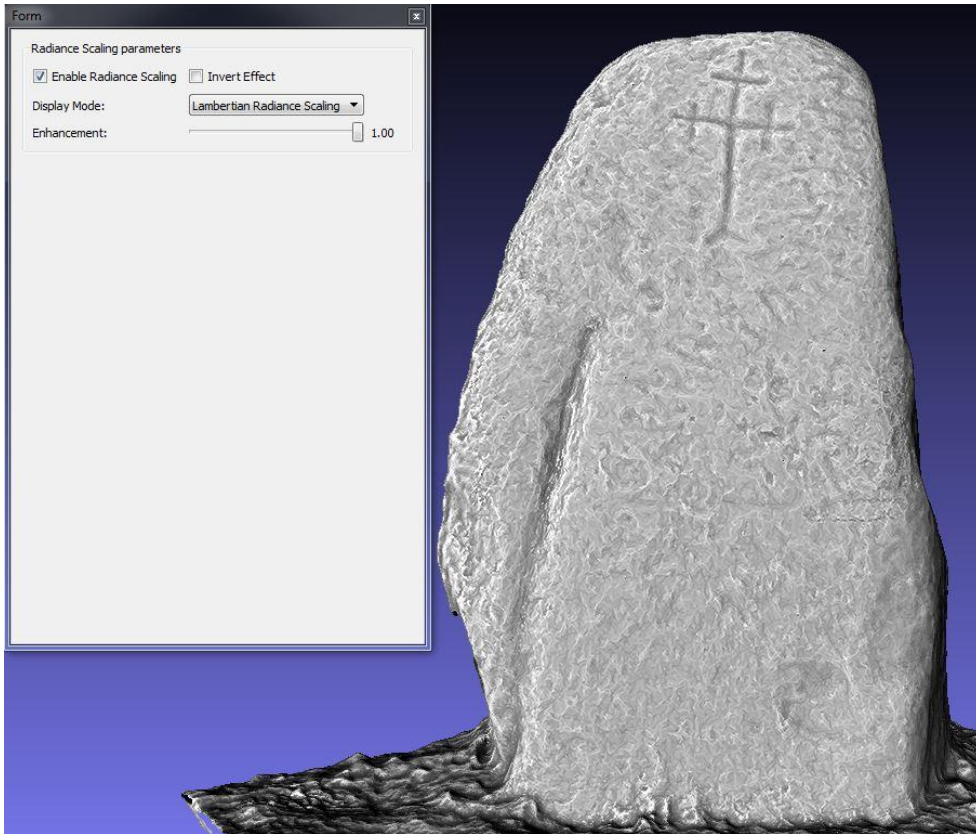 Form
Radiance Scaling parameters
Enable Radiance Scaling Invert Effect
Display Mode: Lambertian Radiance Scaling
Enhancement: 1.00